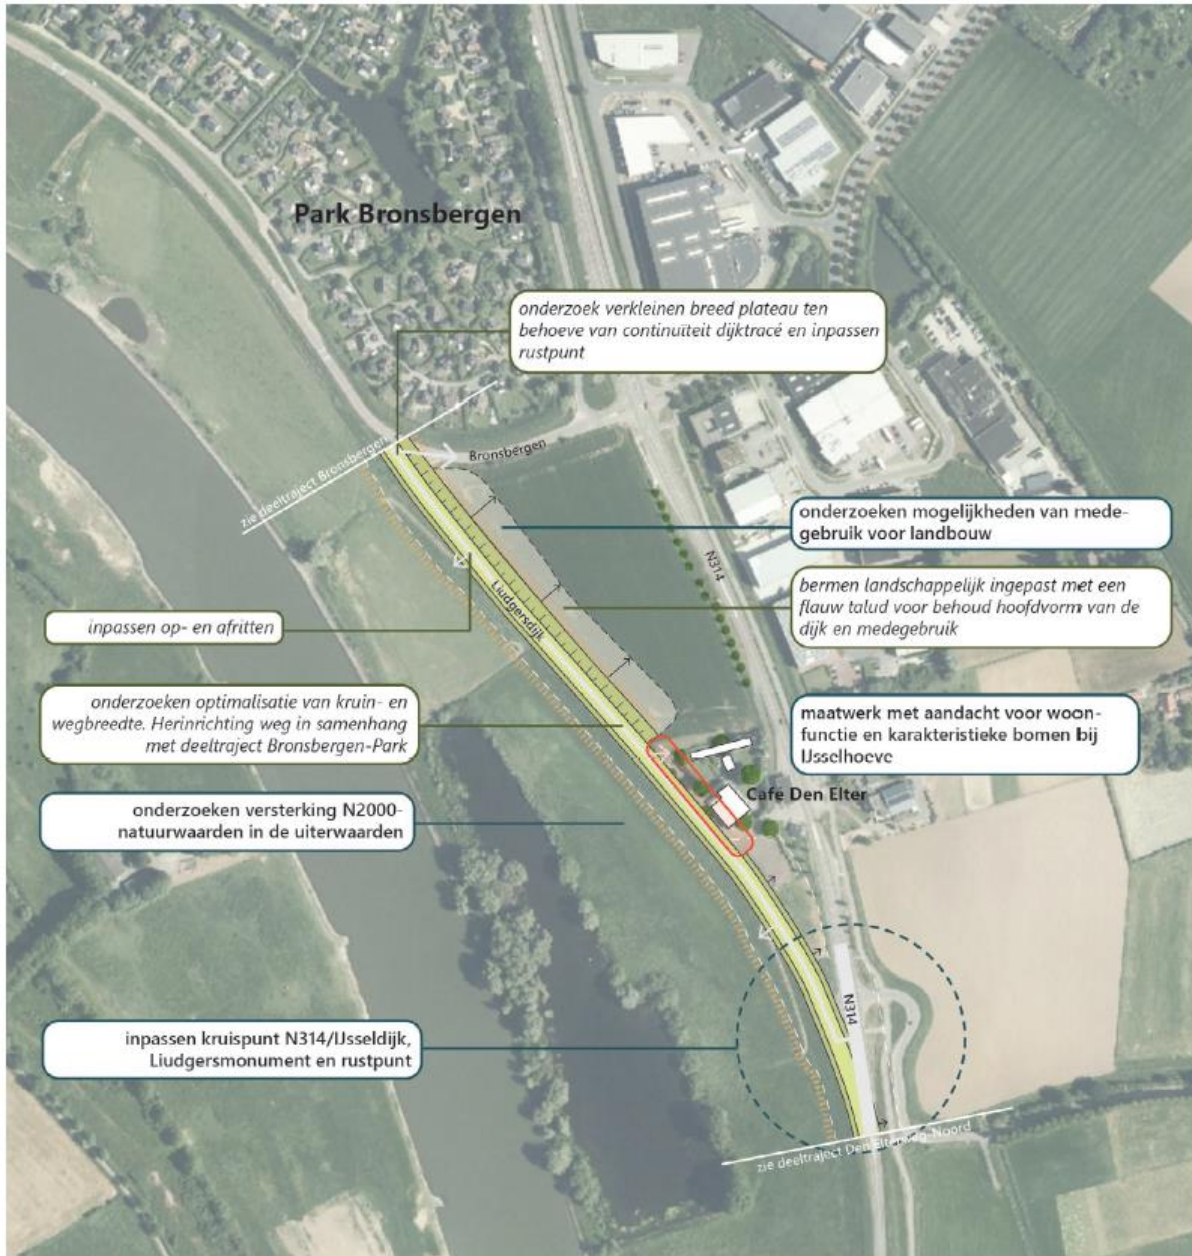 Park Bronsbergen
onderzoek verkleinen breed plateau ten
behoeve van continuïteit dijktracé en inpassen
rustpunt
Bronsbergen
zie deeltraject Bronsbergen
onderzoeken mogelijkheden van mede-
gebruik voor landbouw
N314
bermen landschappelijk ingepast met een
flauw talud voor behoud hoofdvorm van de
dijk en medegebruik
Liudgersdijk
inpassen op- en afritten
onderzoeken optimalisatie van kruin- en
wegbreedte. Herinrichting weg in samenhang
met deeltraject Bronsbergen-Park
maatwerk met aandacht voor woon-
functie en karakteristieke bomen bij
IJsselhoeve
Café Den Elter
onderzoeken versterking N2000-
natuurwaarden in de uiterwaarden
N314
inpassen kruispunt N314/IJsseldijk,
Liudgersmonument en rustpunt
zie deeltraject Den Elterweg-Noord